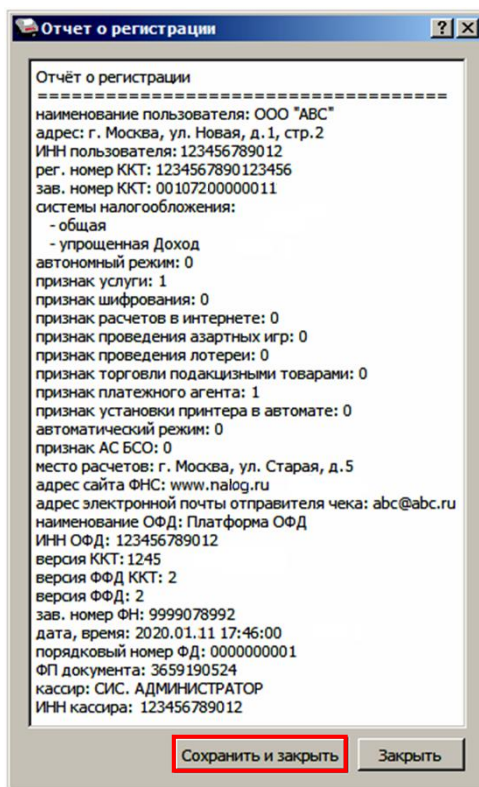 Отчет о регистрации
Отчёт о регистрации
=====================================
наименование пользователя: ООО "АВС"
адрес: г. Москва, ул. Новая, д.1, стр.2
ИНН пользователя: 123456789012
рег. номер ККТ: 1234567890123456
зав. номер ККТ: 00107200000011
системы налогообложения:
- общая
- упрощенная Доход
автономный режим: 0
признак услуги: 1
признак шифрования: 0
признак расчетов в интернете: 0
признак проведения азартных игр: 0
признак проведения лотереи: 0
признак торговли подакцизными товарами: 0
признак платежного агента: 1
признак установки принтера в автомате: 0
автоматический режим: 0
признак АС БСО: 0
место расчетов: г. Москва, ул. Старая, д.5
адрес сайта ФНС: www.nalog.ru
адрес электронной почты отправителя чека: abc@abc.ru
наименование ОФД: Платформа ОФД
ИНН ОФД: 123456789012
версия ККТ: 1245
версия ФФД ККТ: 2
версия ФФД: 2
зав. номер ФН: 9999078992
дата, время: 2020.01.11 17:46:00
порядковый номер ФД: 0000000001
ФП документа: 3659190524
кассир: СИС. АДМИНИСТРАТОР
ИНН кассира: 123456789012
Сохранить и закрыть Закрыть